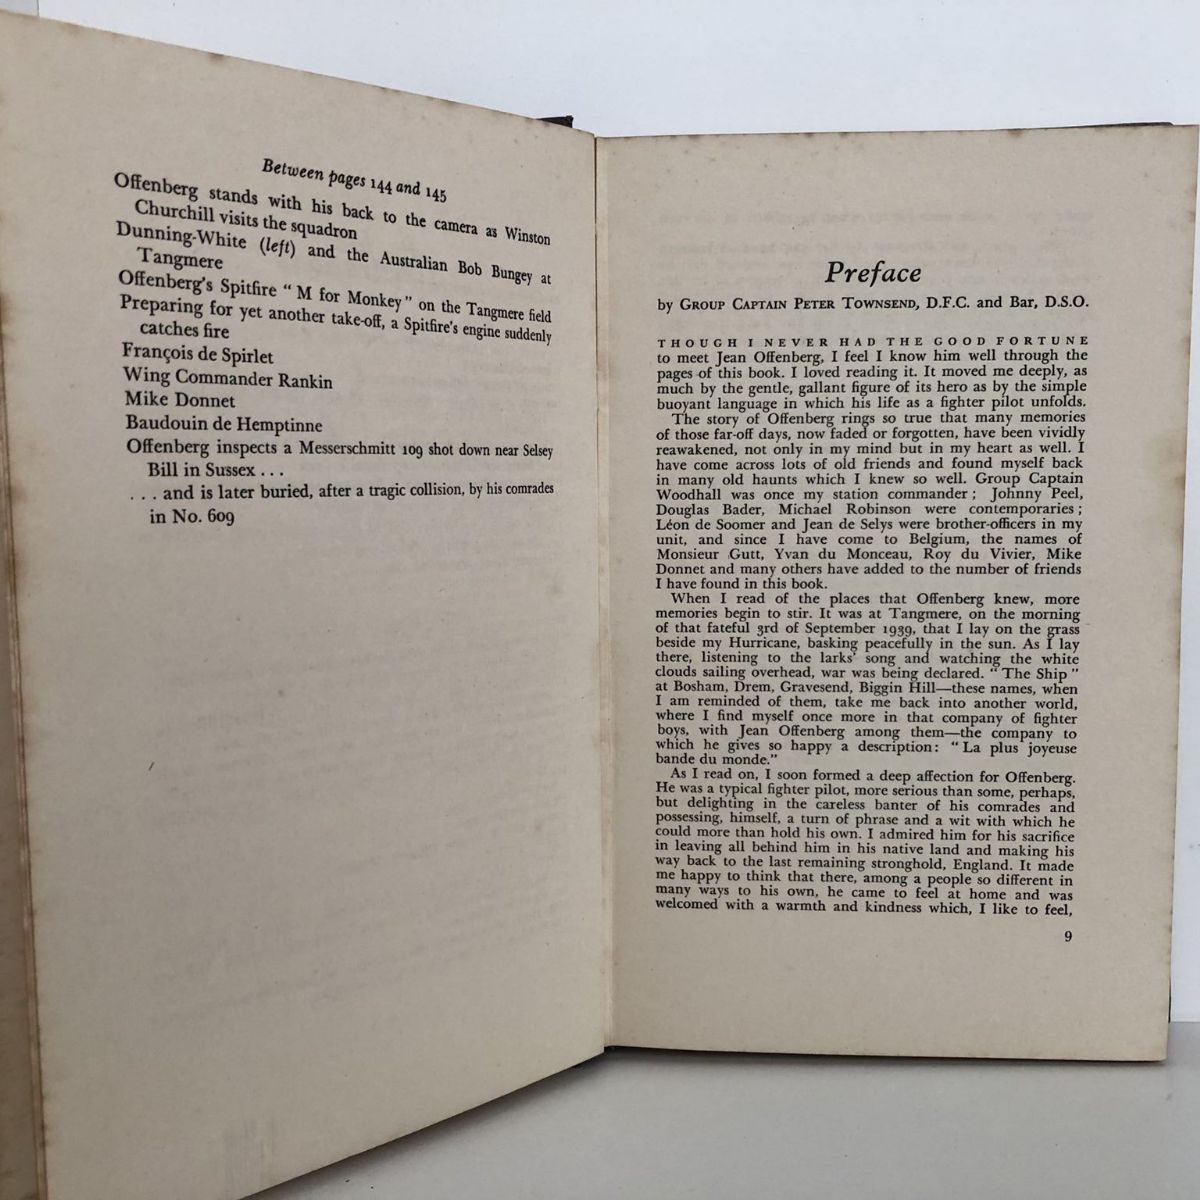 Between pages 144 and 145
Offenberg stands with his back to the camera as Winston
Churchill visits the squadron
Dunning-White (left) and the Australian Bob Bungey at
Tangmere
Offenberg's Spitfire “ M for Monkey ” on the Tangmere field
Preparing for yet another take-off, a Spitfire's engine suddenly
catches fire
François de Spirlet
Wing Commander Rankin
Mike Donnet
Baudouin de Hemptinne
Offenberg inspects a Messerschmitt 109 shot down near Selsey
Bill in Sussex . . .
. . . and is later buried, after a tragic collision, by his comrades
in No. 609
Preface
by GROUP CAPTAIN PETER TOWNSEND, D.F.C. and Bar, D.S.O.
THOUGH I NEVER HAD THE GOOD FORTUNE
to meet Jean Offenberg, I feel I know him well through the
pages of this book. I loved reading it. It moved me deeply, as
much by the gentle, gallant figure of its hero as by the simple
buoyant language in which his life as a fighter pilot unfolds.
The story of Offenberg rings so true that many memories
of those far-off days, now faded or forgotten, have been vividly
reawakened, not only in my mind but in my heart as well. I
have come across lots of old friends and found myself back
in many old haunts which I knew so well. Group Captain
Woodhall was once my station commander ; Johnny Peel,
Douglas Bader, Michael Robinson were contemporaries ;
Léon de Soomer and Jean de Selys were brother-officers in my
unit, and since I have come to Belgium, the names of
Monsieur Gutt, Yvan du Monceau, Roy du Vivier, Mike
Donnet and many others have added to the number of friends
I have found in this book.
When I read of the places that Offenberg knew, more
memories begin to stir. It was at Tangmere, on the morning
of that fateful 3rd of September 1939, that I lay on the grass
beside my Hurricane, basking peacefully in the sun. As I lay
there, listening to the larks' song and watching the white
clouds sailing overhead, war was being declared. “ The Ship ”
at Bosham, Drem, Gravesend, Biggin Hill—these names, when
I am reminded of them, take me back into another world,
where I find myself once more in that company of fighter
boys, with Jean Offenberg among them—the company to
which he gives so happy a description: “ La plus joyeuse
bande du monde.”
As I read on, I soon formed a deep affection for Offenberg.
He was a typical fighter pilot, more serious than some, perhaps,
but delighting in the careless banter of his comrades and
possessing, himself, a turn of phrase and a wit with which he
could more than hold his own. I admired him for his sacrifice
in leaving all behind him in his native land and making his
way back to the last remaining stronghold, England. It made
me happy to think that there, among a people so different in
many ways to his own, he came to feel at home and was
welcomed with a warmth and kindness which, I like to feel,
9